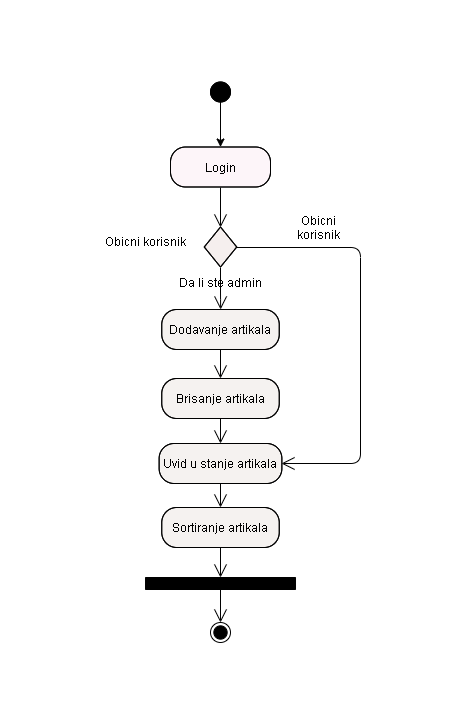 Login
Obicni
korisnik
Obicni korisnik
Da li ste admin
Dodavanje artikala
Brisanje artikala
Uvid u stanje artikala
Sortiranje artikala